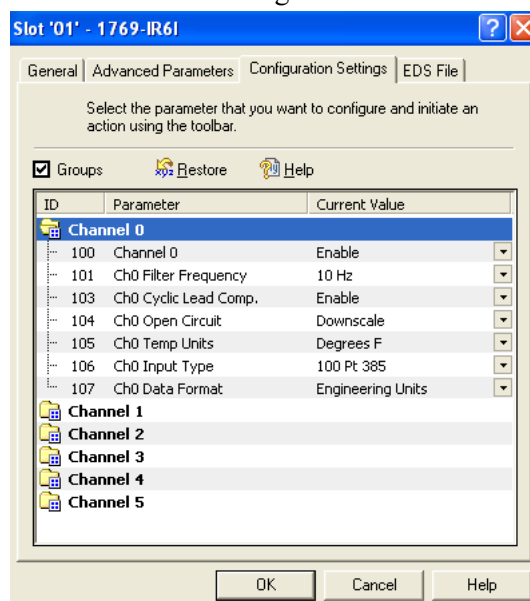 Slot '01' - 1769-IR6I
General Advanced Parameters Configuration Settings EDS File
Select the parameter that you want to configure and initiate an
action using the toolbar.
Groups Restore Help
ID Parameter Current Value
Channel 0
100 Channel 0 Enable
101 Ch0 Filter Frequency 10 Hz
103 Ch0 Cyclic Lead Comp. Enable
104 Ch0 Open Circuit Downscale
105 Ch0 Temp Units Degrees F
106 Ch0 Input Type 100 Pt 385
107 Ch0 Data Format Engineering Units
Channel 1
Channel 2
Channel 3
Channel 4
Channel 5
OK Cancel Help